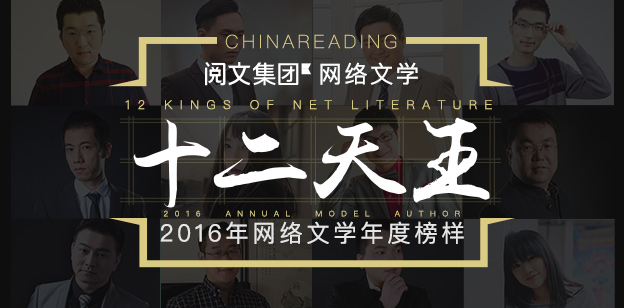 CHINAREADING
阅文集团 网络文学
12 KINGS OF NET LITERATURE
十二天王
2016 ANNUAL MODEL AUTHOR
2016年网络文学年度榜样